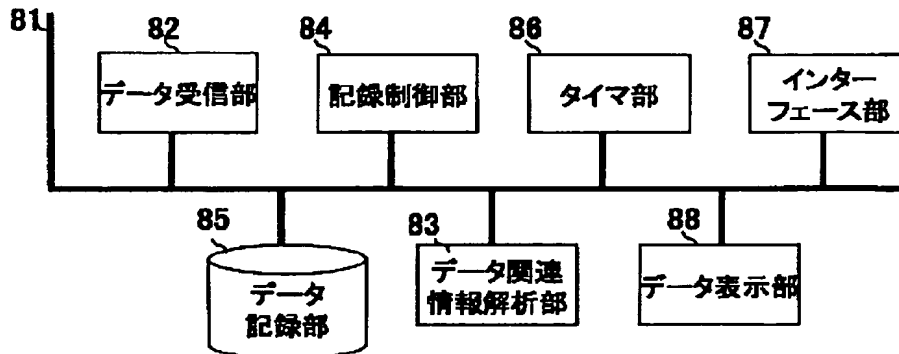 81
82
84
86
87
データ受信部
記録制御部
タイマ部
インター
フェース部
85
83
88
データ
記録部
データ関連
情報解析部
データ表示部